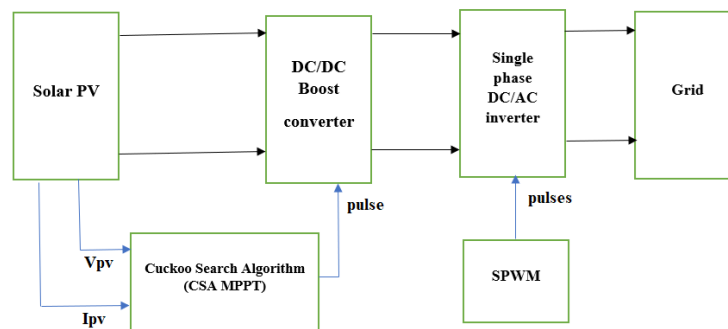 Solar PV
DC/DC
Boost
converter
Single
phase
DC/AC
inverter
Grid
pulse
pulses
Vpv
Cuckoo Search Algorithm
(CSA MPPT)
SPWM
Ipv